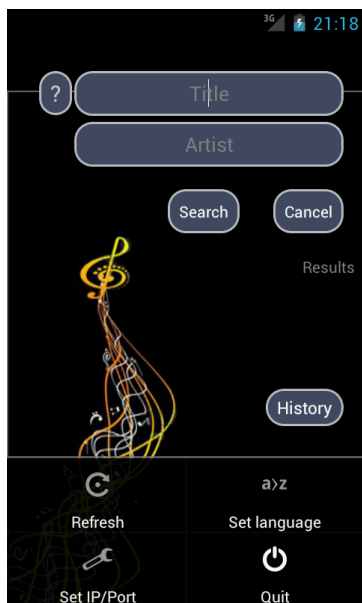 3G 21:18
? Title
Artist
Search Cancel
Results
History
a>z
Refresh Set language
Set IP/Port Quit